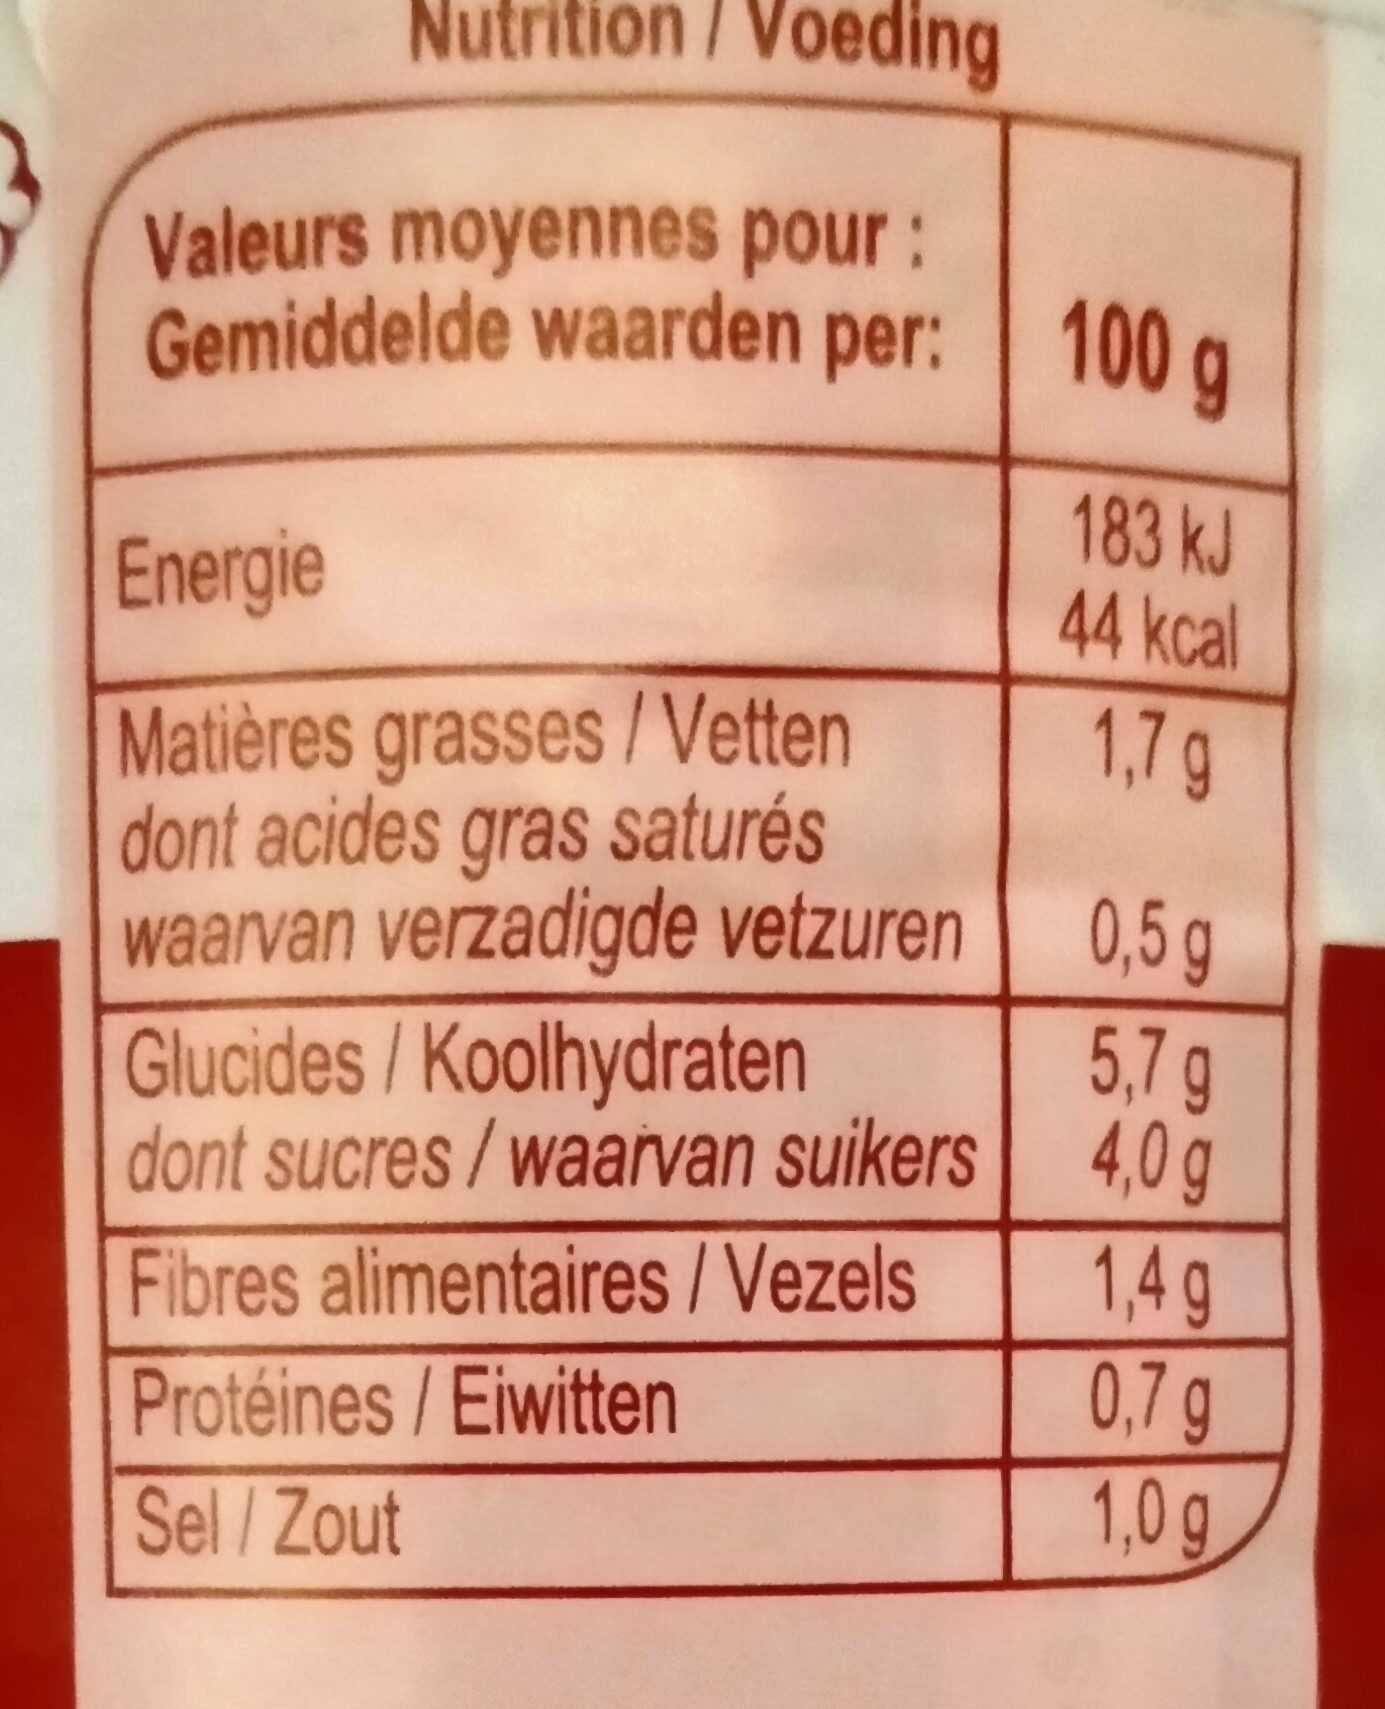 Nutrition / Voeding
Valeurs moyennes pour :
Gemiddelde waarden per:
100 g
Energie
183 kJ
44 kcal
Matières grasses / Vetten 1,7 g
dont acides gras saturés
waarvan verzadigde vetzuren 0,5 g
Glucides / Koolhydraten 5,7 g
dont sucres / waarvan suikers 4,0 g
Fibres alimentaires / Vezels 1,4 g
Protéines / Eiwitten 0,7 g
Sel / Zout 1,0 g